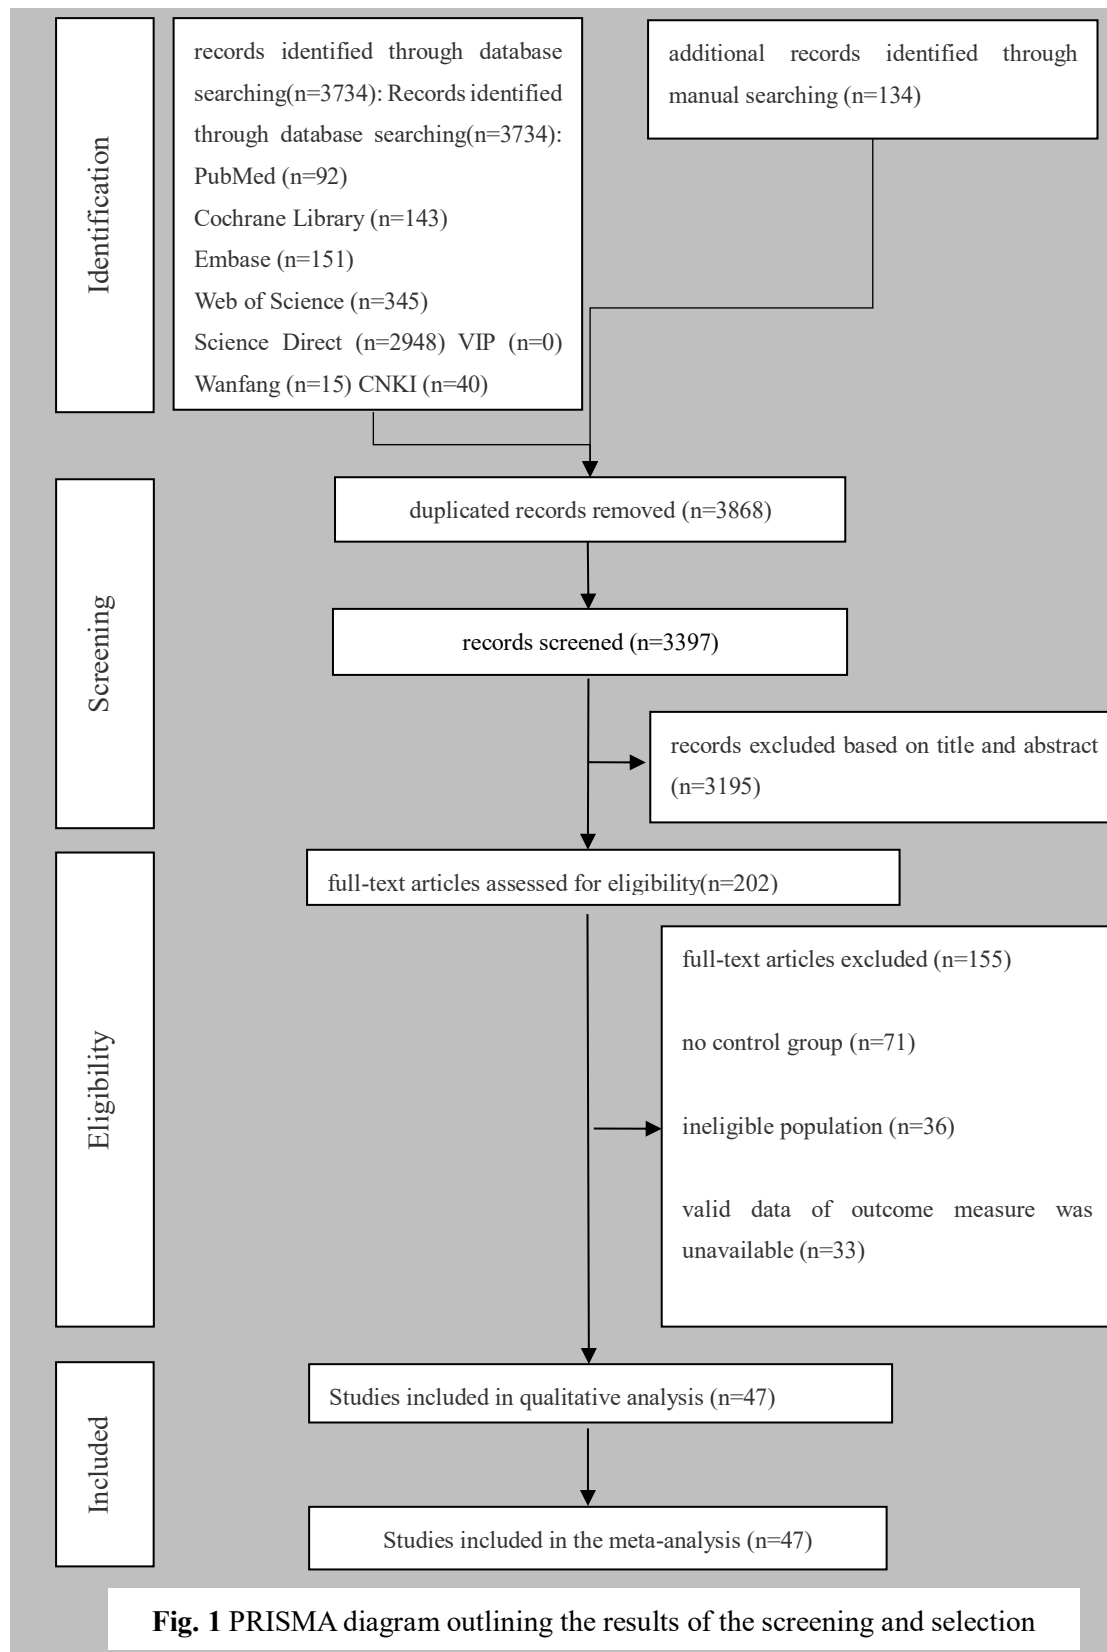 Identification
records identified through database
searching(n=3734): Records identified
through database searching(n=3734):
PubMed (n=92)
Cochrane Library (n=143)
Embase (n=151)
Web of Science (n=345)
Science Direct (n=2948) VIP (n=0)
Wanfang (n=15) CNKI (n=40)
additional records identified through
manual searching (n=134)
Screening
duplicated records removed (n=3868)
records screened (n=3397)
records excluded based on title and abstract
(n=3195)
Eligibility
full-text articles assessed for eligibility(n=202)
full-text articles excluded (n=155)
no control group (n=71)
ineligible population (n=36)
valid data of outcome measure was
unavailable (n=33)
Included
Studies included in qualitative analysis (n=47)
Studies included in the meta-analysis (n=47)
Fig. 1 PRISMA diagram outlining the results of the screening and selection